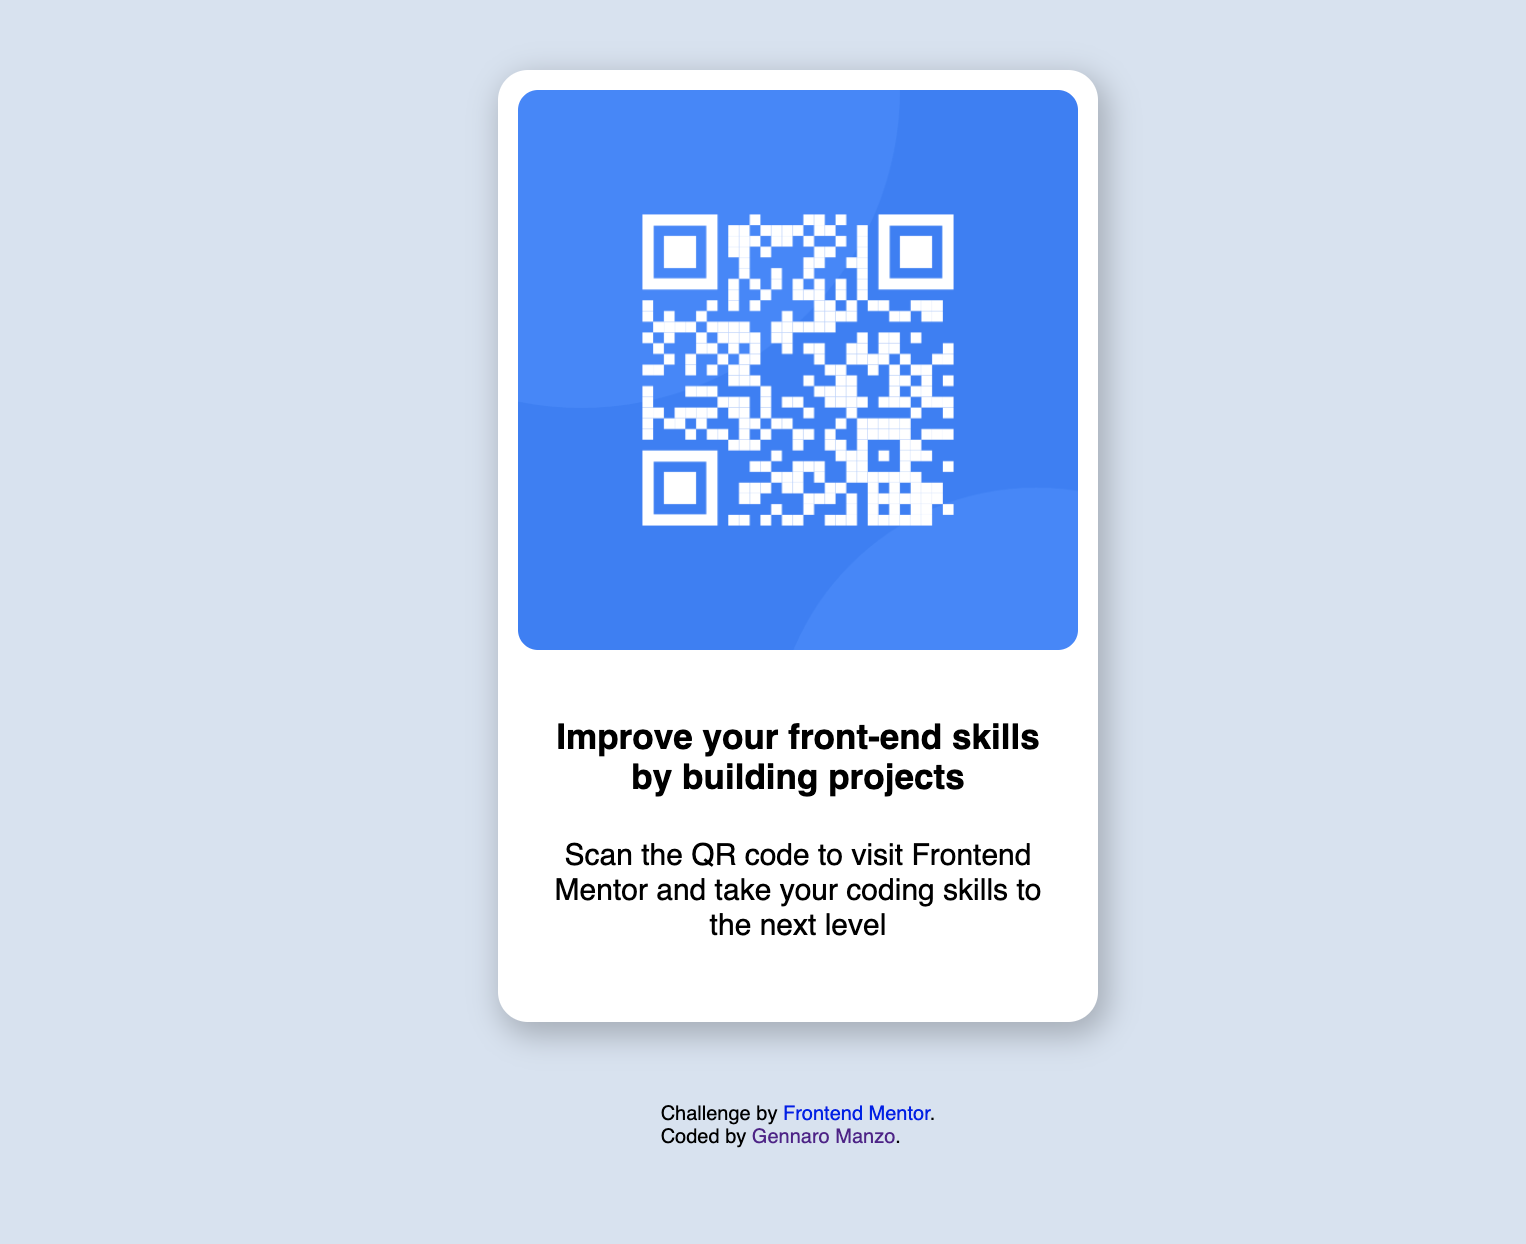 Improve your front-end skills
by building projects
Scan the QR code to visit Frontend
Mentor and take your coding skills to
the next level
Challenge by Frontend Mentor.
Coded by Gennaro Manzo.